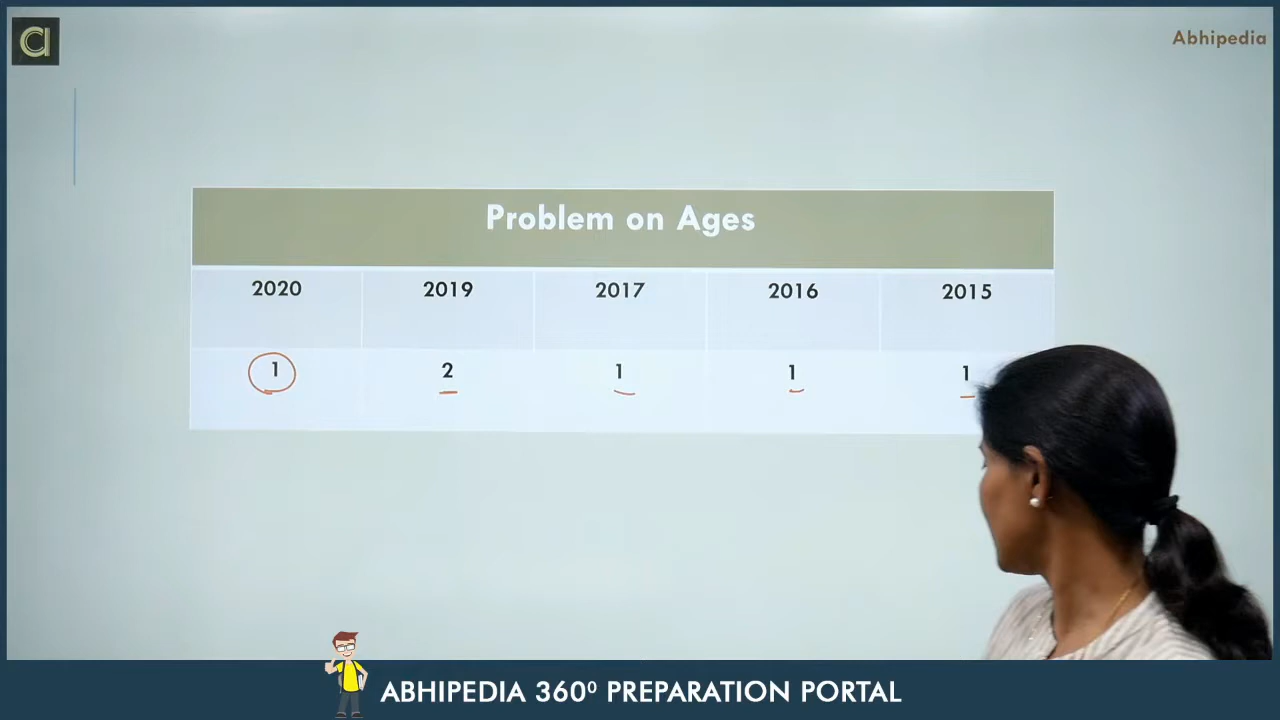 a
Abhipedia
Problem on Ages
2020 2019 2017 2016 2015
1 2 1 1 1
ABHIPEDIA 360⁰ PREPARATION PORTAL